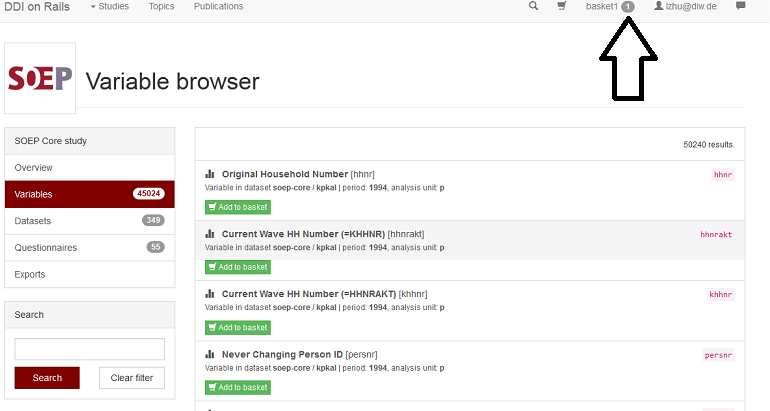 DDI on Rails Studies Topics Publications basket1 1 lzhu@diw.de
SOEP
Variable browser
SOEP Core study
Overview
Variables 45024
Datasets 349
Questionnaires 55
Exports
Search
Search Clear filter
50240 results.
Original Household Number [hhnr] hhnr
Variable in dataset soep-core / kpkal | period: 1994, analysis unit: p
Add to basket
Current Wave HH Number (=KHHNR) [hhnrakt] hhnrakt
Variable in dataset soep-core / kpkal | period: 1994, analysis unit: p
Add to basket
Current Wave HH Number (=HHNRAKT) [khhnr] khhnr
Variable in dataset soep-core / kpkal | period: 1994, analysis unit: p
Add to basket
Never Changing Person ID [persnr] persnr
Variable in dataset soep-core / kpkal | period: 1994, analysis unit: p
Add to basket